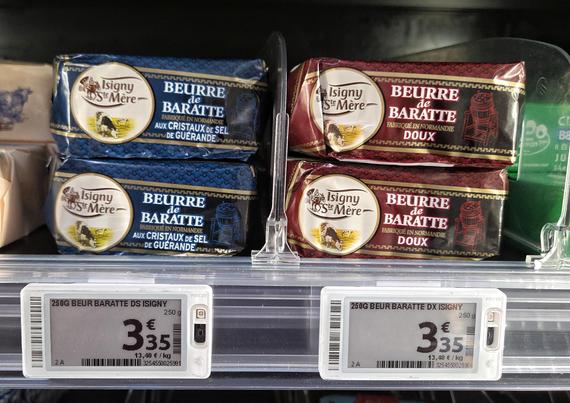 Isigny
Ste Mère
BEURRE
de
BARATTE
FABRIQUÉ EN NORMANDIE
AUX CRISTAUX DE SEL
DE GUÉRANDE
Isigny
Ste Mère
BEURRE
de
BARATTE
FABRIQUÉ EN NORMANDIE
DOUX
Isigny
Ste Mère
BEURRE
de
BARATTE
FABRIQUÉ EN NORMANDIE
AUX CRISTAUX DE SEL
DE GUÉRANDE
Isigny
Ste Mère
BEURRE
de
BARATTE
FABRIQUÉ EN NORMANDIE
DOUX
250G BEUR BARATTE DS ISIGNY
250 g
3€35
13,40 € / kg
2 A
250G BEUR BARATTE DX ISIGNY
250 g
3€35
13,40 € / kg
2 A